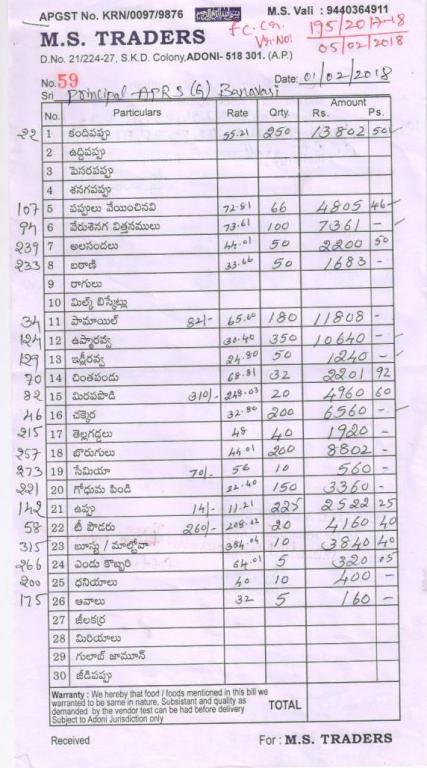 APGST No. KRN/0097/9876 M.S. Vali : 9440364911
M.S. TRADERS
195/2017-18
Vr.No:
05/02/2018
D.No. 21/224-27, S.K.D. Colony, ADONI- 518 301. (A.P.)
No. 59 Date: 01/02/2018
Sri Principal APRS (G) Banavasi
No. Particulars Rate Qrty. Amount
Rs. Ps.
22 1 కందిపప్పు 55.21 250 13802 50
2 ఉద్దిపప్పు
3 పెసరపప్పు
4 శనగపప్పు
107 5 పప్పులు వేయించినవి 72.81 66 4805 46
94 6 వేరుశెనగ విత్తనములు 73.61 100 7361 -
239 7 అలసందలు 44.01 50 2200 50
233 8 బఠాణి 33.66 50 1683 -
9 రాగులు
10 మిల్క్ బిస్కేట్లు
34 11 పామాయిల్ 82/- 65.60 180 11808 -
124 12 ఉప్మారవ్వ 30.40 350 10640 -
129 13 ఇడ్లీరవ్వ 24.80 50 1240 -
70 14 చింతపండు 68.81 32 2201 92
82 15 మిరపపొడి 310/- 248.03 20 4960 60
46 16 చక్కెర 32.80 200 6560 -
215 17 తెల్లగడ్డలు 48 40 1920 -
257 18 బొరుగులు 44.01 200 8802 -
273 19 సేమియా 70/- 56 10 560 -
221 20 గోధుమ పిండి 22.40 150 3360 -
142 21 ఉప్పు 14/- 11.21 225 2522 25
58 22 టీ పౌడరు 260/- 208.02 20 4160 40
315 23 బూస్టు / మాల్టోవా 384.04 10 3840 40
266 24 ఎండు కొబ్బరి 64.01 5 320 05
200 25 ధనియాలు 40 10 400 -
175 26 ఆవాలు 32 5 160 -
27 జీలకర్ర
28 మిరియాలు
29 గులాబ్ జామూన్
30 జీడిపప్పు
Warranty : We hereby that food / foods mentioned in this bill we
warranted to be same in nature, Subsistant and quality as
demanded by the vendor test can be had before delivery
Subject to Adoni Jurisdiction only
TOTAL
Received For : M.S. TRADERS